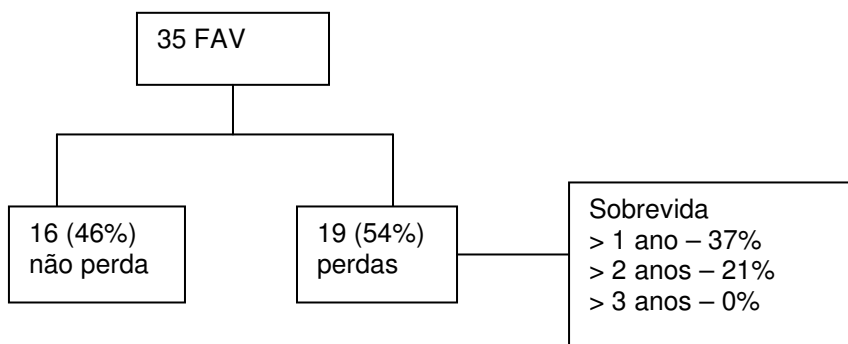 35 FAV
16 (46%)
não perda
19 (54%)
perdas
Sobrevida
> 1 ano – 37%
> 2 anos – 21%
> 3 anos – 0%